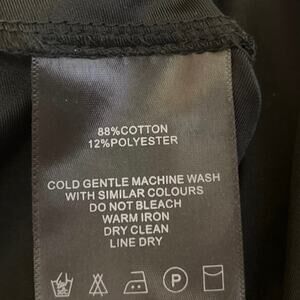 88%COTTON
12%POLYESTER
COLD GENTLE MACHINE WASH
WITH SIMILAR COLOURS
DO NOT BLEACH
WARM IRON
DRY CLEAN
LINE DRY
P